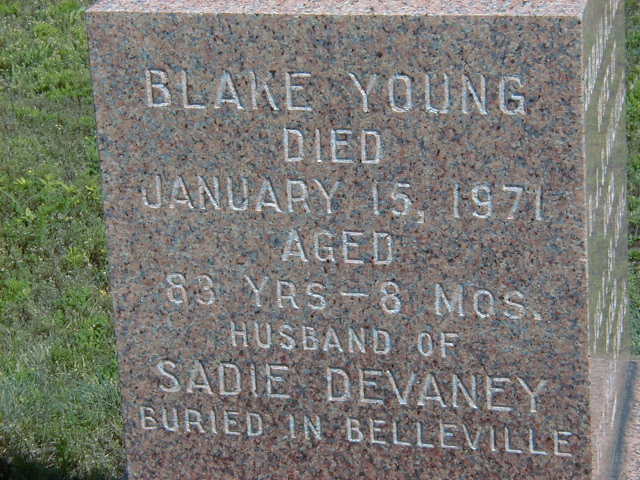 BLAKE YOUNG
DIED
JANUARY 15, 1971
AGED
83 YRS – 8 MOS.
HUSBAND OF
SADIE DEVANEY
BURIED IN BELLEVILLE